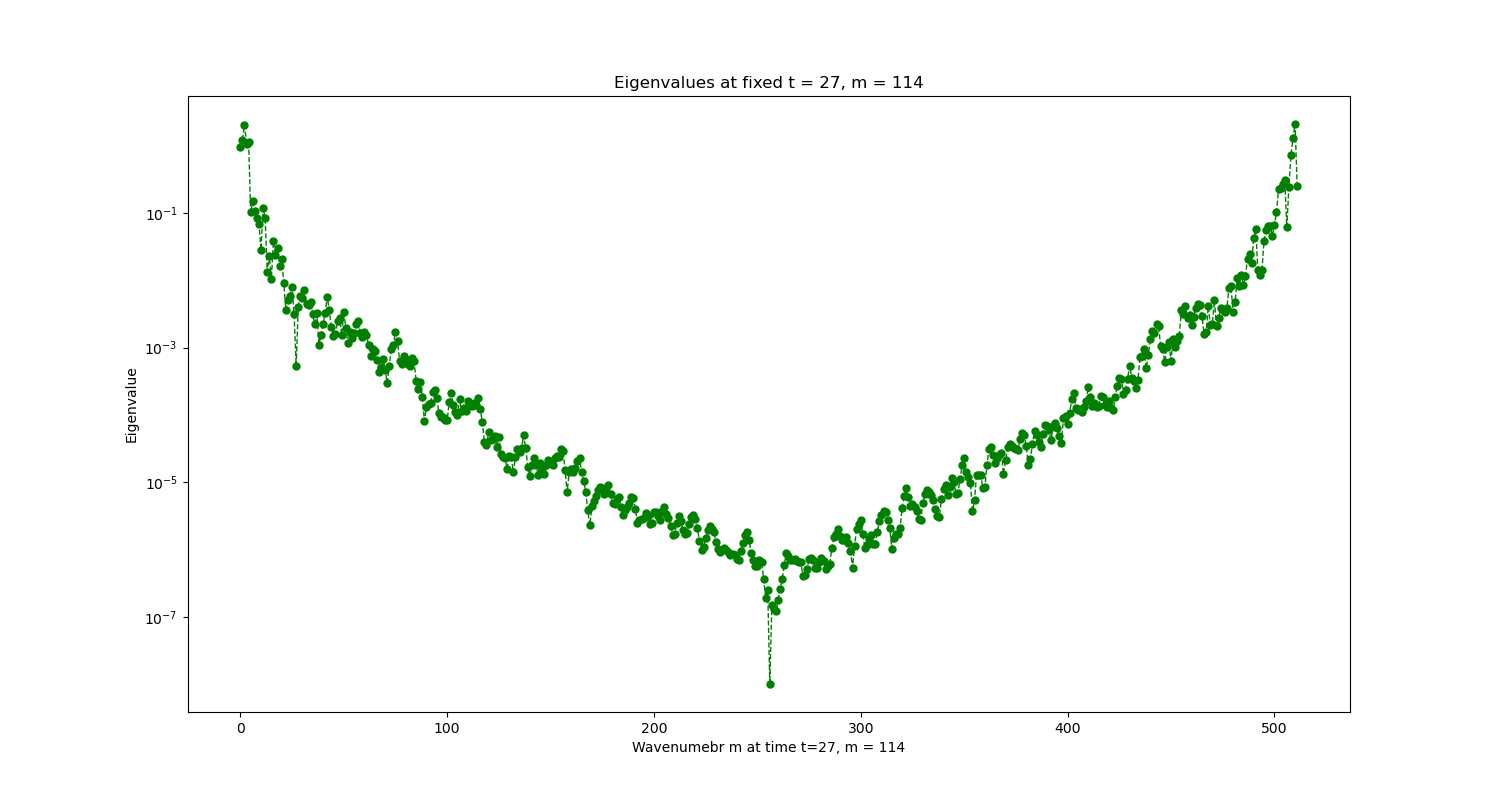 Eigenvalues at fixed t = 27, m = 114
Eigenvalue
10⁻¹
10⁻³
10⁻⁵
10⁻⁷
0 100 200 300 400 500
Wavenumebr m at time t=27, m = 114